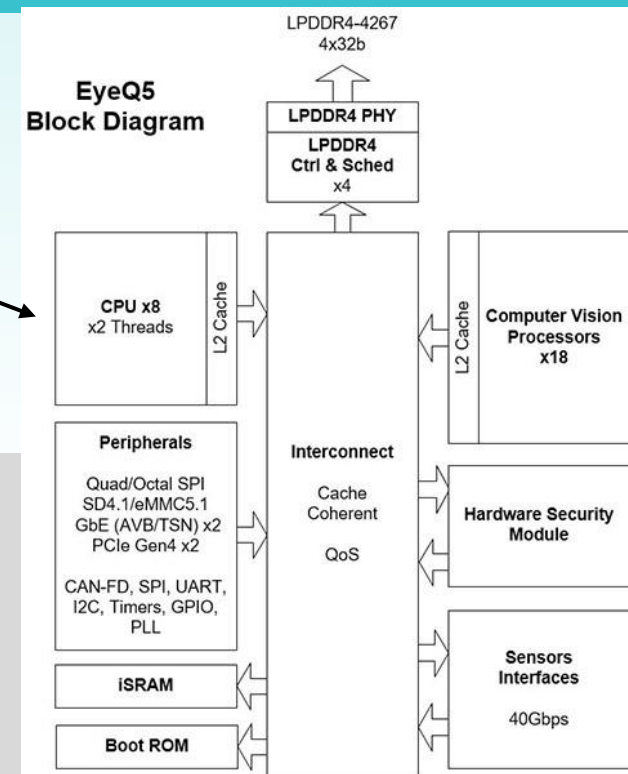 LPDDR4-4267
4x32b
EyeQ5
Block Diagram
LPDDR4 PHY
LPDDR4
Ctrl & Sched
x4
CPU x8
x2 Threads
L2 Cache
L2 Cache
Computer Vision
Processors
x18
Peripherals
Quad/Octal SPI
SD4.1/eMMC5.1
GbE (AVB/TSN) x2
PCIe Gen4 x2
CAN-FD, SPI, UART,
I2C, Timers, GPIO,
PLL
Interconnect
Cache
Coherent
QoS
Hardware Security
Module
Sensors
Interfaces
40Gbps
iSRAM
Boot ROM